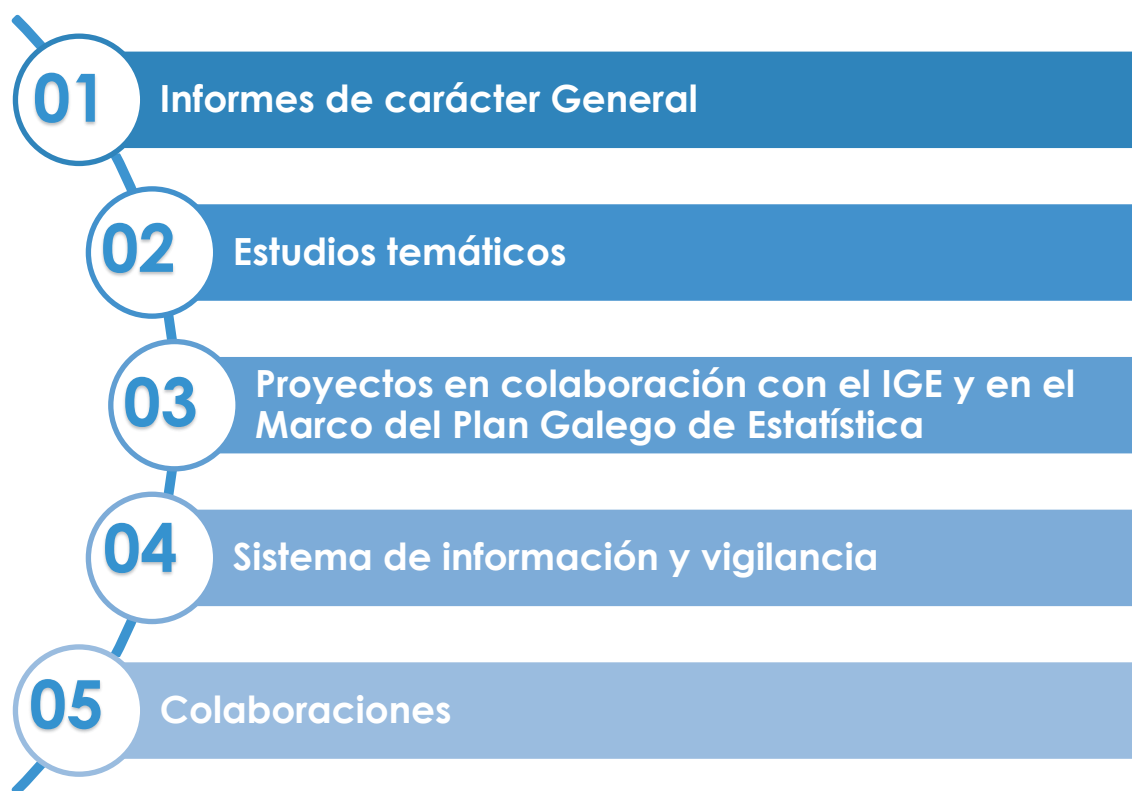 01
Informes de carácter General
02
Estudios temáticos
03
Proyectos en colaboración con el IGE y en el
Marco del Plan Galego de Estatística
04
Sistema de información y vigilancia
05
Colaboraciones